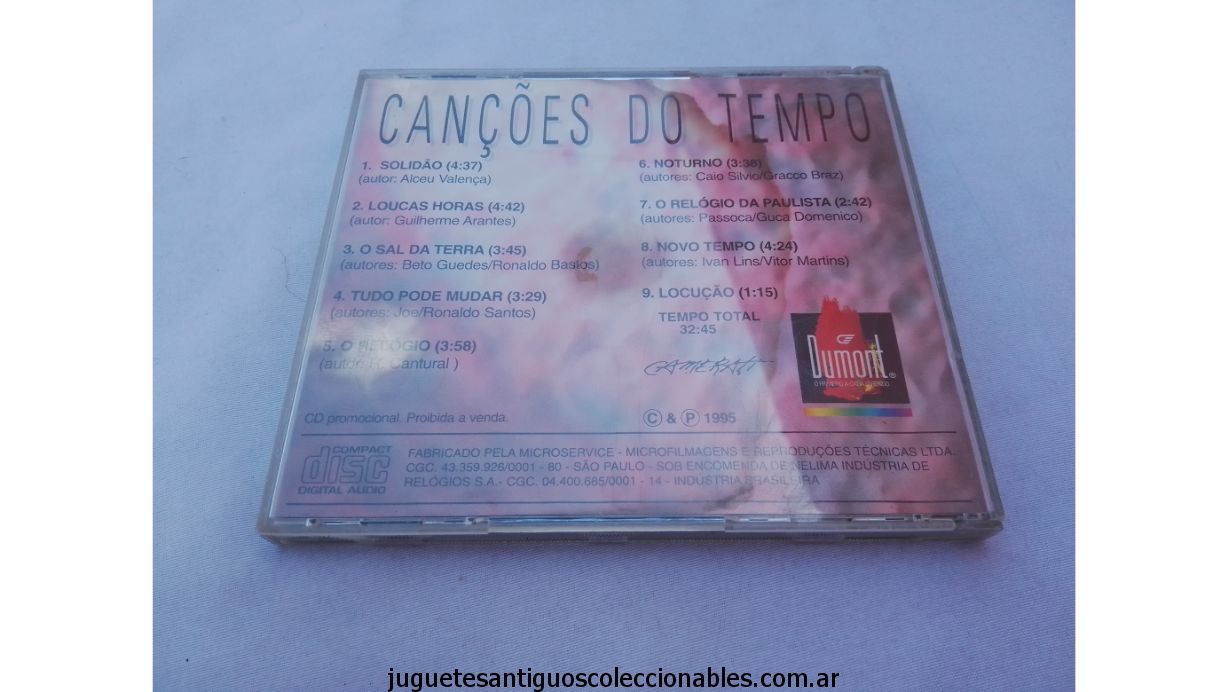 CANÇÕES DO TEMPO
1. SOLIDÃO (4:37)
(autor: Alceu Valença)
2. LOUCAS HORAS (4:42)
(autor: Guilherme Arantes)
3. O SAL DA TERRA (3:45)
(autores: Beto Guedes/Ronaldo Bastos)
4. TUDO PODE MUDAR (3:29)
(autores: Joe/Ronaldo Santos)
5. O RELÓGIO (3:58)
(autor: R. Cantural )
6. NOTURNO (3:38)
(autores: Caio Silvio/Gracco Braz)
7. O RELÓGIO DA PAULISTA (2:42)
(autores: Passoca/Guca Domenico)
8. NOVO TEMPO (4:24)
(autores: Ivan Lins/Vitor Martins)
9. LOCUÇÃO (1:15)
TEMPO TOTAL
32:45
CAMERATI
Dumont®
O PRIMEIRO A CADA SEGUNDO
CD promocional. Proibida a venda.
© & ℗ 1995
COMPACT
disc
DIGITAL AUDIO
FABRICADO PELA MICROSERVICE - MICROFILMAGENS E REPRODUÇÕES TÉCNICAS LTDA.
CGC. 43.359.926/0001 - 80 - SÃO PAULO - SOB ENCOMENDA DE NELIMA INDÚSTRIA DE
RELÓGIOS S.A.- CGC. 04.400.685/0001 - 14 - INDÚSTRIA BRASILEIRA
juguetesantiguoscoleccionables.com.ar